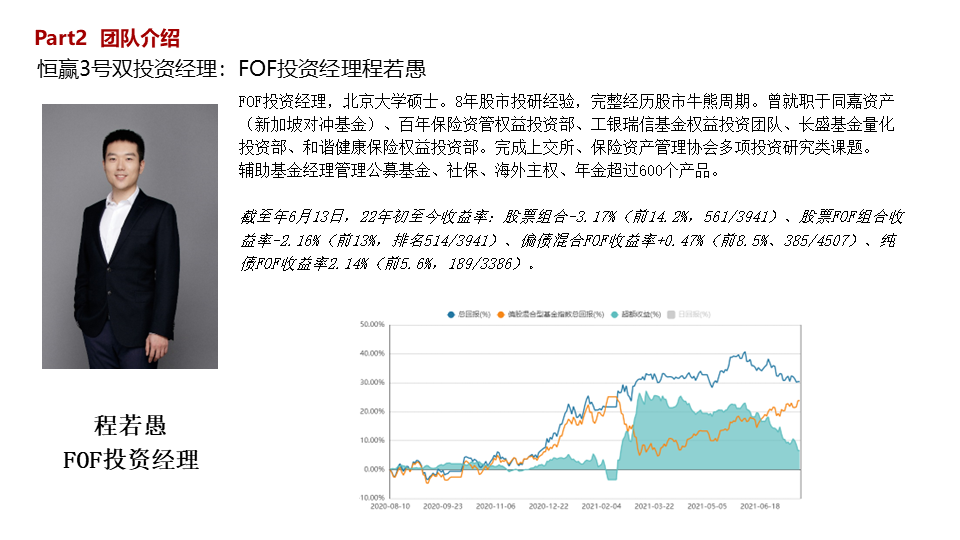 Part2 团队介绍
恒赢3号双投资经理：FOF投资经理程若愚
FOF投资经理，北京大学硕士。8年股市投研经验，完整经历股市牛熊周期。曾就职于同嘉资产
（新加坡对冲基金）、百年保险资管权益投资部、工银瑞信基金权益投资团队、长盛基金量化
投资部、和谐健康保险权益投资部。完成上交所、保险资产管理协会多项投资研究类课题。
辅助基金经理管理公募基金、社保、海外主权、年金超过600个产品。
截至年6月13日，22年初至今收益率：股票组合-3.17%（前14.2%，561/3941）、股票FOF组合收
益率-2.16%（前13%，排名514/3941）、偏债混合FOF收益率+0.47%（前8.5%、385/4507）、纯
债FOF收益率2.14%（前5.6%，189/3386）。
程若愚
FOF投资经理
总回报(%) 偏股混合型基金指数总回报(%) 超额收益(%) 日回报(%)
50.00%
40.00%
30.00%
20.00%
10.00%
0.00%
-10.00%
2020-08-10 2020-09-23 2020-11-06 2020-12-22 2021-02-04 2021-03-22 2021-05-05 2021-06-18